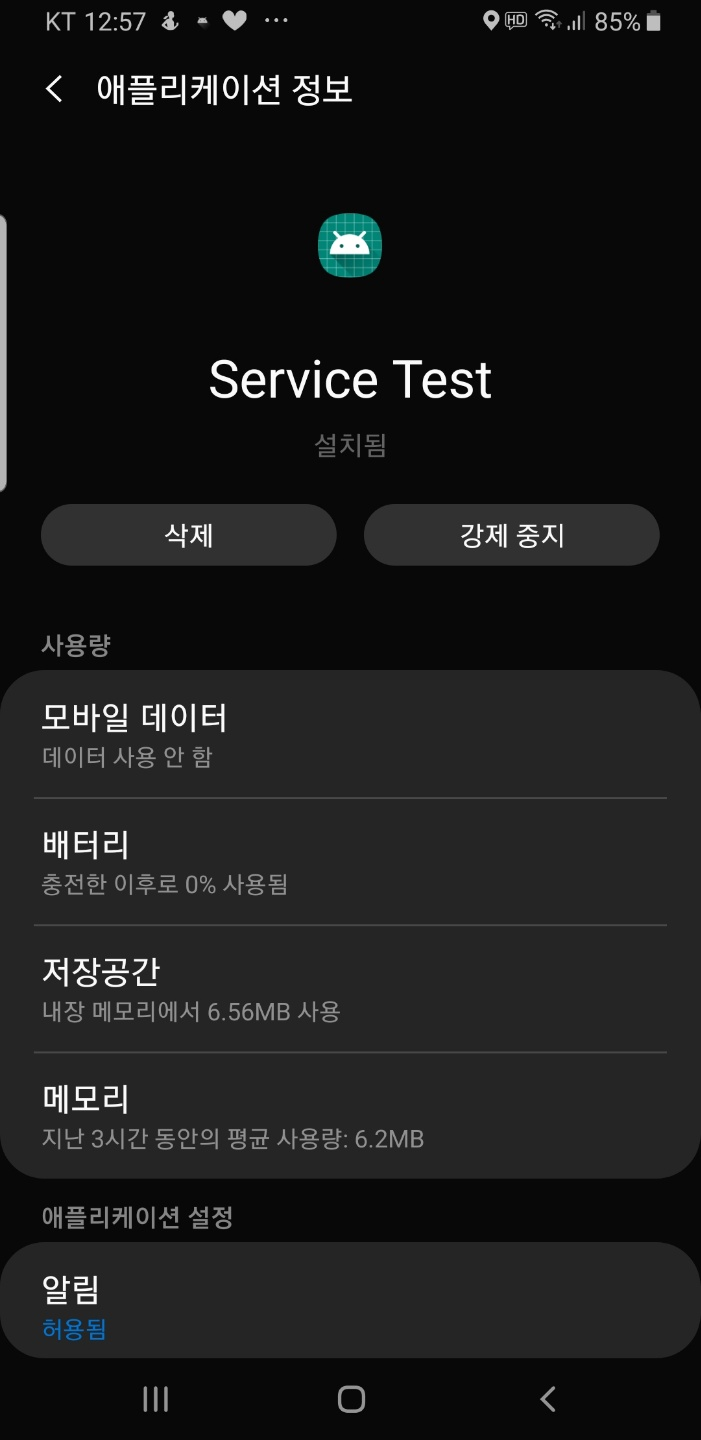 KT 12:57 HD 85%
애플리케이션 정보
Service Test
설치됨
삭제 강제 중지
사용량
모바일 데이터
데이터 사용 안 함
배터리
충전한 이후로 0% 사용됨
저장공간
내장 메모리에서 6.56MB 사용
메모리
지난 3시간 동안의 평균 사용량: 6.2MB
애플리케이션 설정
알림
허용됨